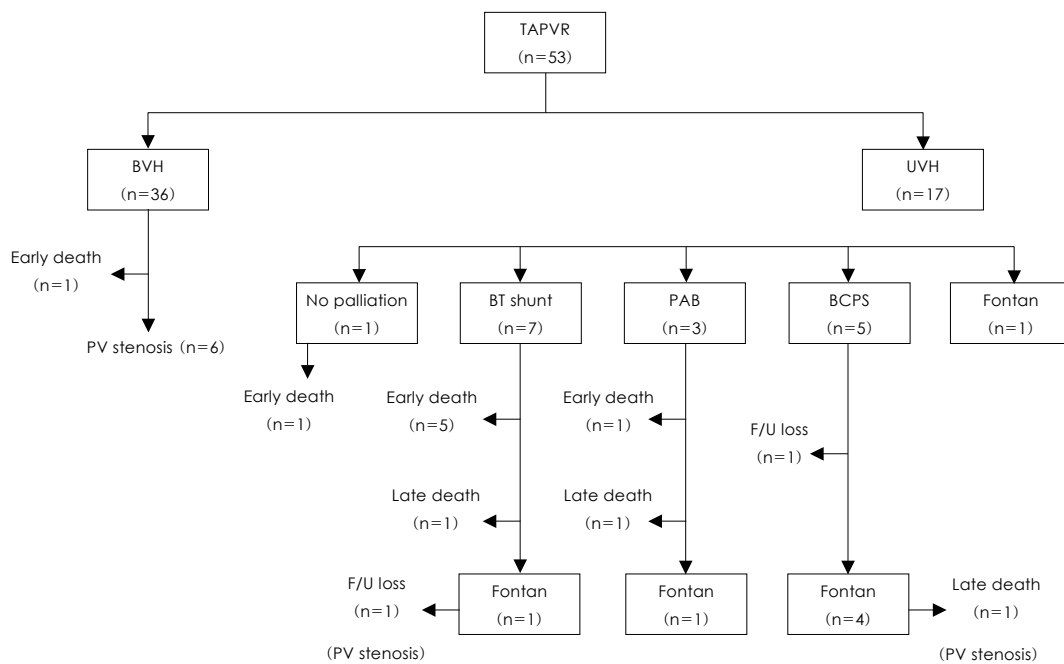 TAPVR
(n=53)
BVH
(n=36)
UVH
(n=17)
Early death
(n=1)
PV stenosis (n=6)
No palliation
(n=1)
BT shunt
(n=7)
PAB
(n=3)
BCPS
(n=5)
Fontan
(n=1)
Early death
(n=1)
Early death
(n=5)
Early death
(n=1)
F/U loss
(n=1)
Late death
(n=1)
Late death
(n=1)
F/U loss
(n=1)
(PV stenosis)
Fontan
(n=1)
Fontan
(n=1)
Fontan
(n=4)
Late death
(n=1)
(PV stenosis)